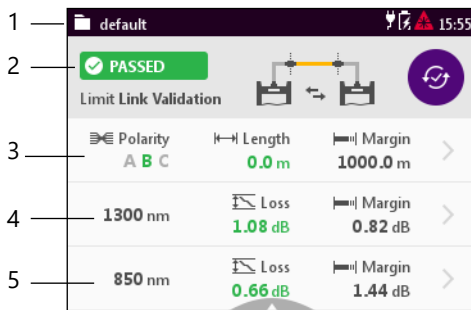 1 default 15:55
2 PASSED
Limit Link Validation
3 Polarity Length Margin
A B C 0.0 m 1000.0 m
4 1300 nm Loss Margin
1.08 dB 0.82 dB
5 850 nm Loss Margin
0.66 dB 1.44 dB